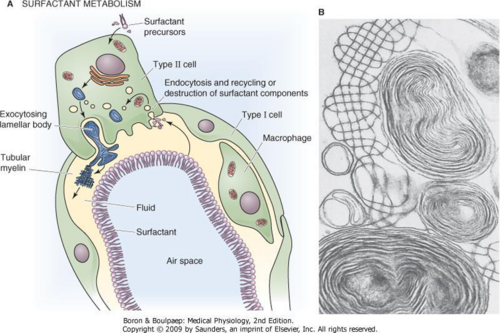 A SURFACTANT METABOLISM
B
Surfactant
precursors
Type II cell
Endocytosis and recycling or
destruction of surfactant components
Exocytosing
lamellar body
Type I cell
Macrophage
Tubular
myelin
Fluid
Surfactant
Air space
Boron & Boulpaep: Medical Physiology, 2nd Edition.
Copyright © 2009 by Saunders, an imprint of Elsevier, Inc. All rights reserved.